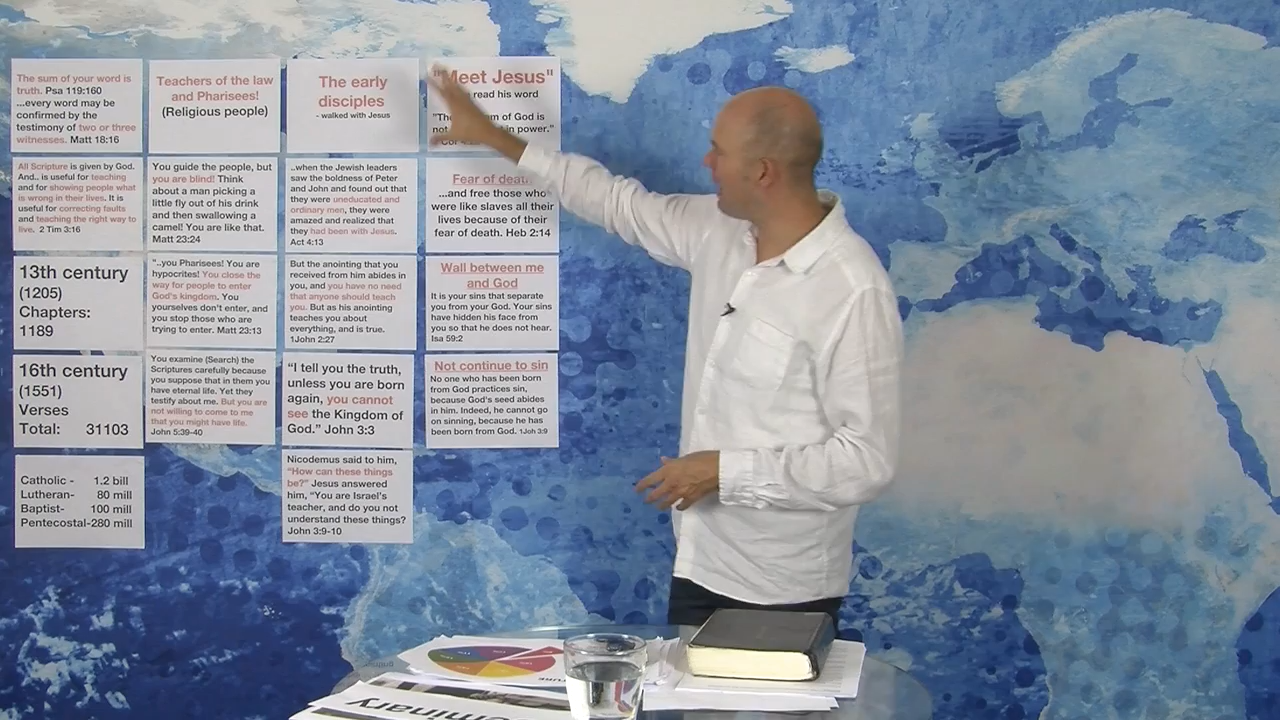 The sum of your word is
truth. Psa 119:160
...every word may be
confirmed by the
testimony of two or three
witnesses. Matt 18:16
Teachers of the law
and Pharisees!
(Religious people)
The early
disciples
- walked with Jesus
"Meet Jesus"
read his word
of God is
not in power."
All Scripture is given by God.
And.. is useful for teaching
and for showing people what
is wrong in their lives. It is
useful for correcting faults
and teaching the right way to
live. 2 Tim 3:16
You guide the people, but
you are blind! Think
about a man picking a
little fly out of his drink
and then swallowing a
camel! You are like that.
Matt 23:24
..when the Jewish leaders
saw the boldness of Peter
and John and found out that
they were uneducated and
ordinary men, they were
amazed and realized that
they had been with Jesus.
Act 4:13
Fear of death
...and free those who
were like slaves all their
lives because of their
fear of death. Heb 2:14
13th century
(1205)
Chapters:
1189
"..you Pharisees! You are
hypocrites! You close the
way for people to enter
God's kingdom. You
yourselves don't enter, and
you stop those who are
trying to enter. Matt 23:13
But the anointing that you
received from him abides in
you, and you have no need
that anyone should teach
you. But as his anointing
teaches you about
everything, and is true.
1John 2:27
Wall between me
and God
It is your sins that separate
you from your God. Your sins
have hidden his face from
you so that he does not hear.
Isa 59:2
16th century
(1551)
Verses
Total: 31103
You examine (Search) the
Scriptures carefully because
you suppose that in them you
have eternal life. Yet they
testify about me. But you are
not willing to come to me
that you might have life.
John 5:39-40
“I tell you the truth,
unless you are born
again, you cannot
see the Kingdom of
God.” John 3:3
Not continue to sin
No one who has been born
from God practices sin,
because God's seed abides
in him. Indeed, he cannot go
on sinning, because he has
been born from God. 1Joh 3:9
Catholic - 1.2 bill
Lutheran- 80 mill
Baptist- 100 mill
Pentecostal-280 mill
Nicodemus said to him,
“How can these things
be?” Jesus answered
him, “You are Israel's
teacher, and do you not
understand these things?
John 3:9-10